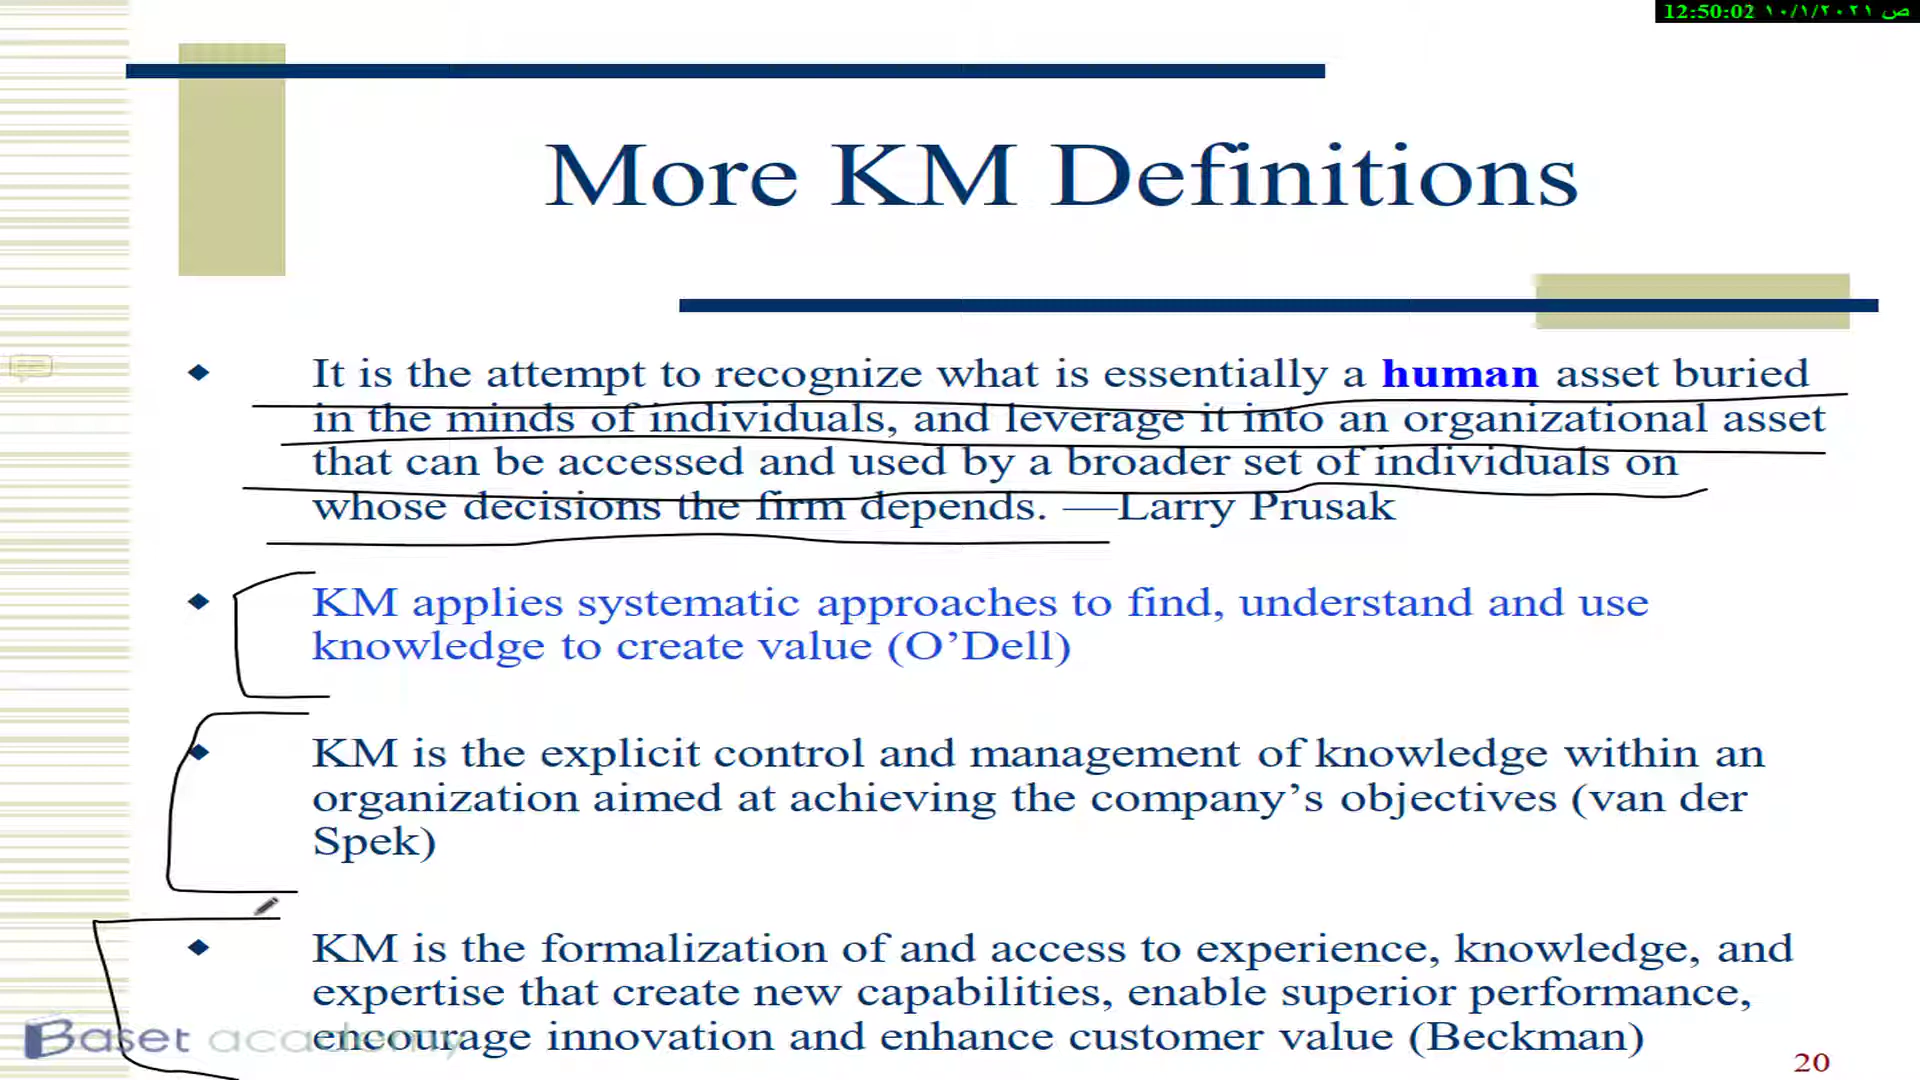 12:50:02 ١٠/١/٢٠٢١ ص
More KM Definitions
It is the attempt to recognize what is essentially a human asset buried
in the minds of individuals, and leverage it into an organizational asset
that can be accessed and used by a broader set of individuals on
whose decisions the firm depends. —Larry Prusak
KM applies systematic approaches to find, understand and use
knowledge to create value (O’Dell)
KM is the explicit control and management of knowledge within an
organization aimed at achieving the company’s objectives (van der
Spek)
KM is the formalization of and access to experience, knowledge, and
expertise that create new capabilities, enable superior performance,
encourage innovation and enhance customer value (Beckman)
Baset academy
20